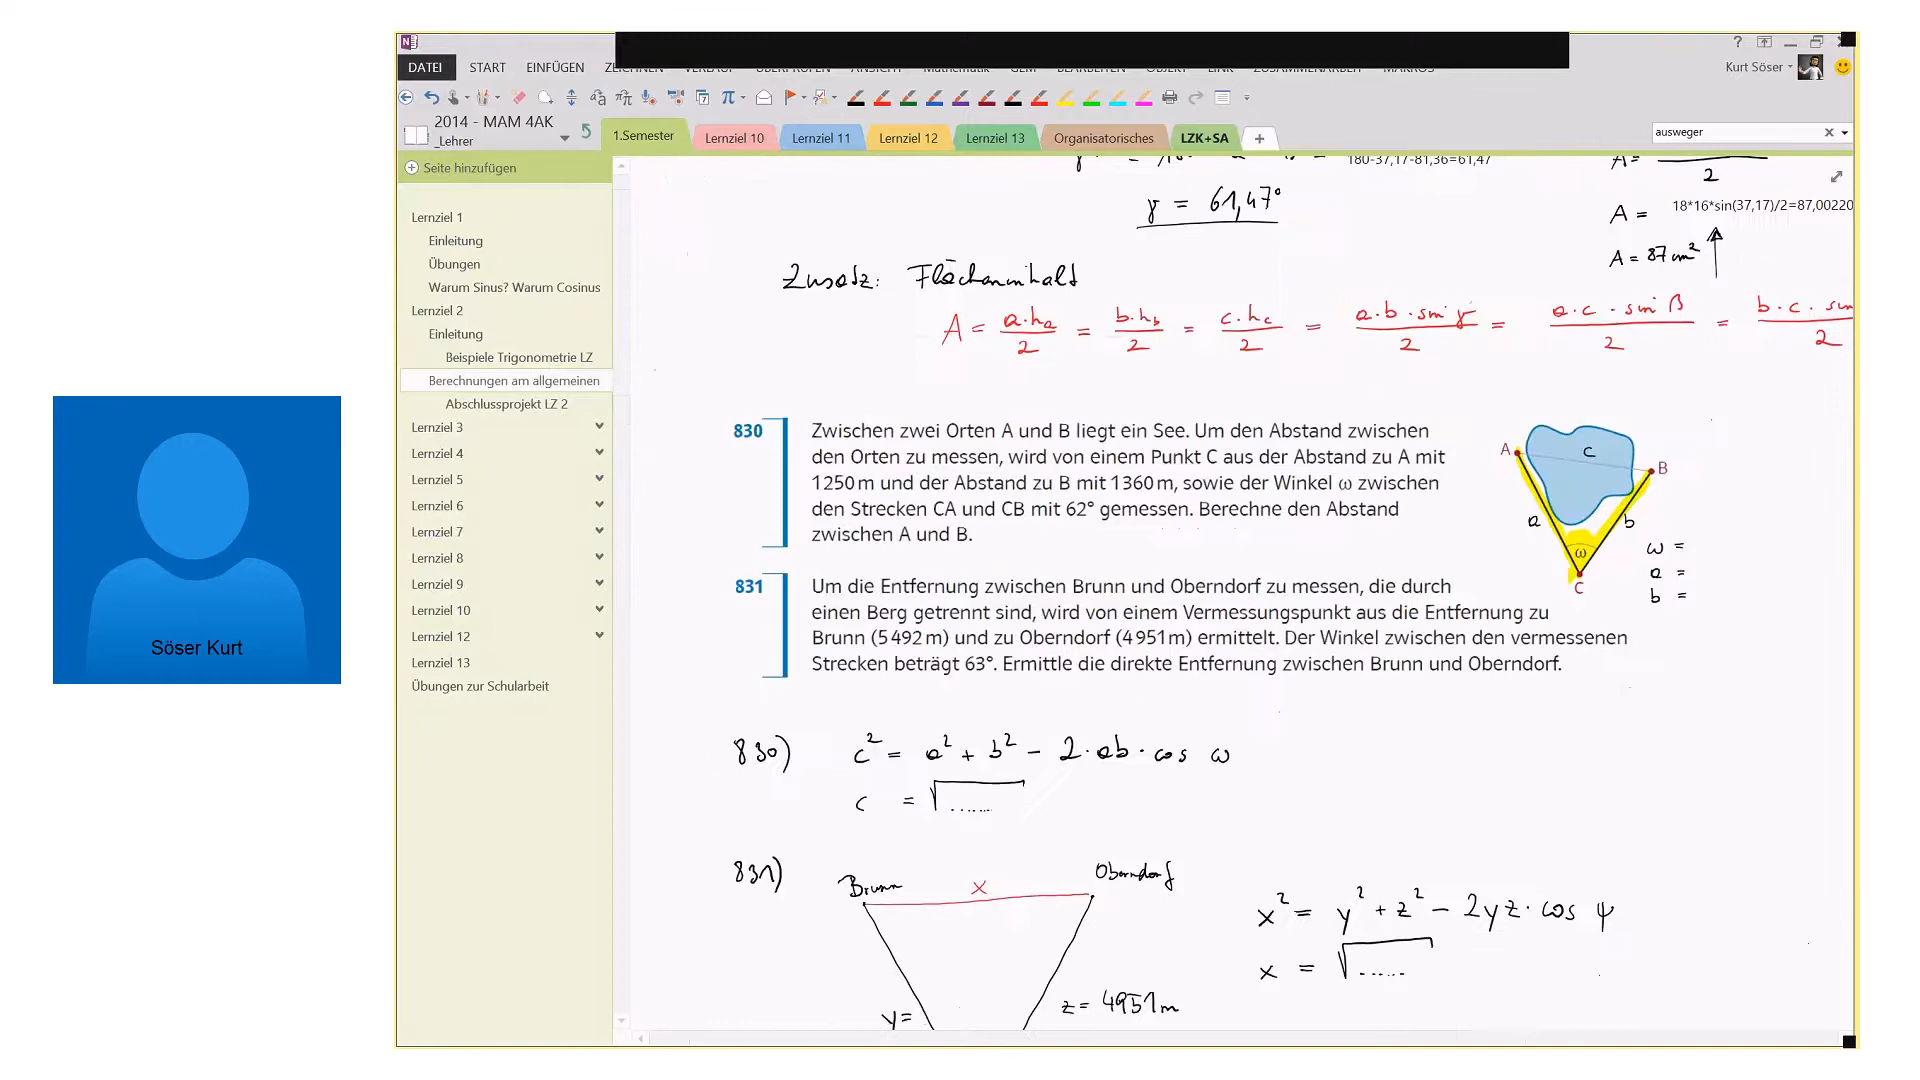 Söser Kurt
DATEI START EINFÜGEN
Kurt Söser
2014 - MAM 4AK
_Lehrer
1.Semester Lernziel 10 Lernziel 11 Lernziel 12 Lernziel 13 Organisatorisches LZK+SA
ausweger
Seite hinzufügen
Lernziel 1
Einleitung
Übungen
Warum Sinus? Warum Cosinus
Lernziel 2
Einleitung
Beispiele Trigonometrie LZ
Berechnungen am allgemeinen
Abschlussprojekt LZ 2
Lernziel 3
Lernziel 4
Lernziel 5
Lernziel 6
Lernziel 7
Lernziel 8
Lernziel 9
Lernziel 10
Lernziel 12
Lernziel 13
Übungen zur Schularbeit
180-37,17-81,36=61,47
γ = 61,47°
2
A = 18*16*sin(37,17)/2=87,00220
A = 87 cm²
Zusatz: Flächeninhalt
A = a·hₐ/2 = b·h_b/2 = c·h_c/2 = a·b·sin γ/2 = a·c·sin β/2 = b·c·sin/2
830 Zwischen zwei Orten A und B liegt ein See. Um den Abstand zwischen
den Orten zu messen, wird von einem Punkt C aus der Abstand zu A mit
1250 m und der Abstand zu B mit 1360 m, sowie der Winkel ω zwischen
den Strecken CA und CB mit 62° gemessen. Berechne den Abstand
zwischen A und B.
A c B
a b
ω
C
ω =
a =
b =
831 Um die Entfernung zwischen Brunn und Oberndorf zu messen, die durch
einen Berg getrennt sind, wird von einem Vermessungspunkt aus die Entfernung zu
Brunn (5 492 m) und zu Oberndorf (4 951 m) ermittelt. Der Winkel zwischen den vermessenen
Strecken beträgt 63°. Ermittle die direkte Entfernung zwischen Brunn und Oberndorf.
830) c² = a² + b² - 2·ab·cos ω
c = √......
831) Brunn x Oberndorf
x² = y² + z² - 2yz·cos ψ
x = √......
y = z = 4951 m